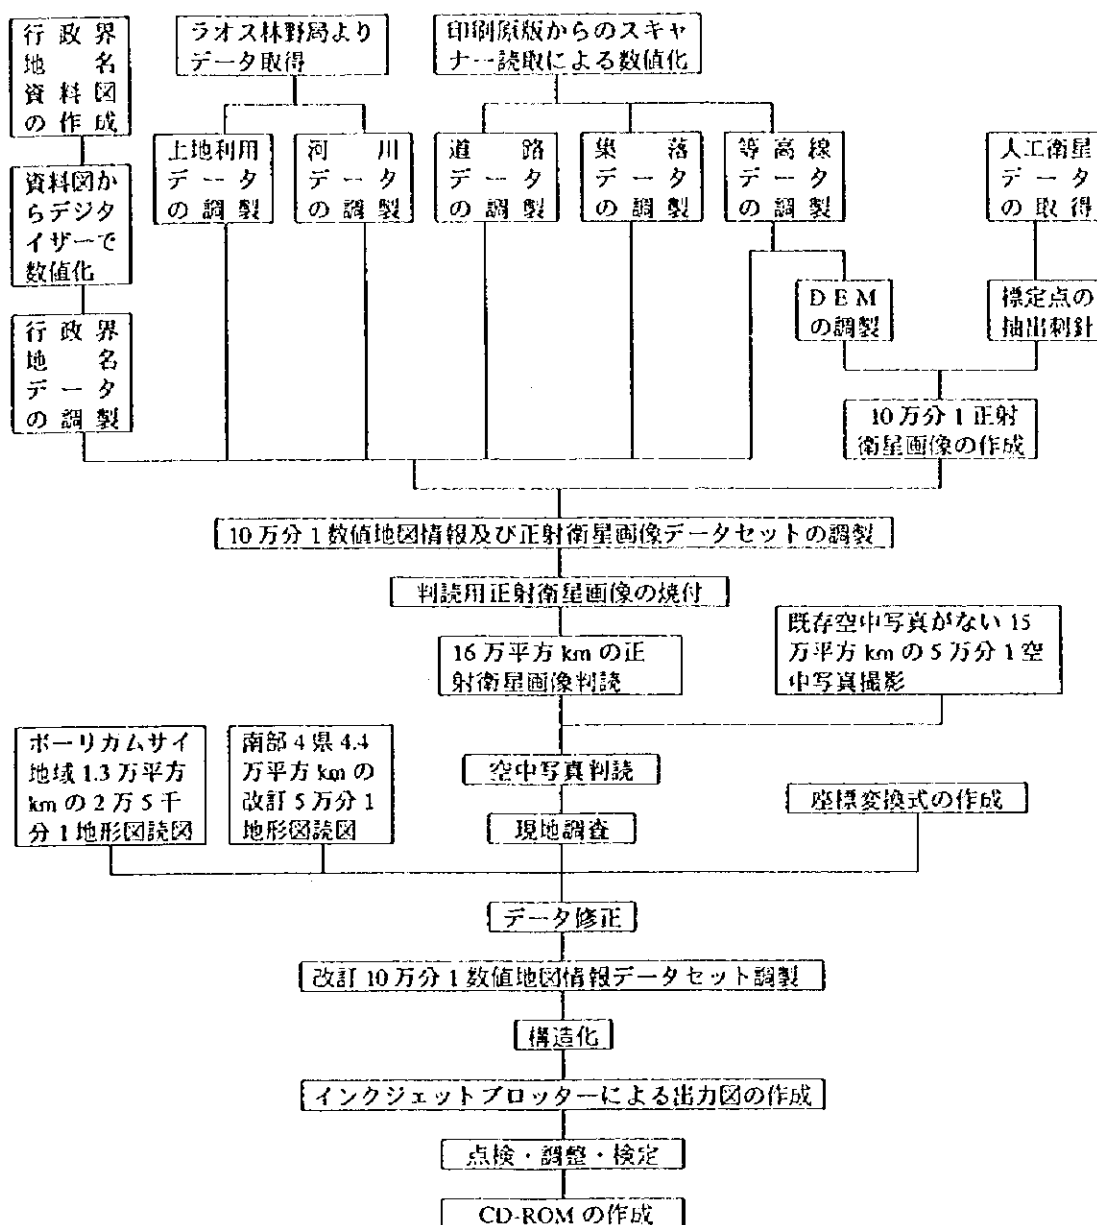 行政界
地名
資料図
の作成
ラオス林野局より
データ取得
印刷原版からのスキャ
ナー読取による数値化
資料図か
らデジタ
イザーで
数値化
土地利用
データ
の調製
河川
データ
の調製
道路
データ
の調製
集落
データ
の調製
等高線
データ
の調製
人工衛星
データ
の取得
DEM
の調製
標定点の
抽出刺針
行政界
地名
データ
の調製
10万分1正射
衛星画像の作成
10万分1数値地図情報及び正射衛星画像データセットの調製
判読用正射衛星画像の焼付
16万平方kmの正
射衛星画像判読
既存空中写真がない15
万平方kmの5万分1空
中写真撮影
ボーリカムサイ
地域1.3万平方
kmの2万5千
分1地形図読図
南部4県4.4
万平方kmの
改訂5万分1
地形図読図
空中写真判読
座標変換式の作成
現地調査
データ修正
改訂10万分1数値地図情報データセット調製
構造化
インクジェットプロッターによる出力図の作成
点検・調整・検定
CD-ROMの作成